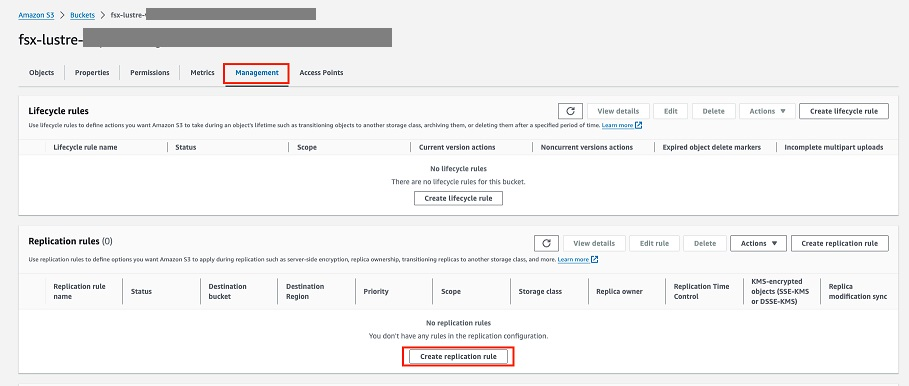 Amazon S3 > Buckets > fsx-lustre-
fsx-lustre-
Objects Properties Permissions Metrics Management Access Points
Lifecycle rules View details Edit Delete Actions Create lifecycle rule
Use lifecycle rules to define actions you want Amazon S3 to take during an object's lifetime such as transitioning objects to another storage class, archiving them, or deleting them after a specified period of time. Learn more
Lifecycle rule name Status Scope Current version actions Noncurrent versions actions Expired object delete markers Incomplete multipart uploads
No lifecycle rules
There are no lifecycle rules for this bucket.
Create lifecycle rule
Replication rules (0) View details Edit rule Delete Actions Create replication rule
Use replication rules to define options you want Amazon S3 to apply during replication such as server-side encryption, replica ownership, transitioning replicas to another storage class, and more. Learn more
Replication rule name Status Destination bucket Destination Region Priority Scope Storage class Replica owner Replication Time Control KMS-encrypted objects (SSE-KMS or DSSE-KMS) Replica modification sync
No replication rules
You don't have any rules in the replication configuration.
Create replication rule